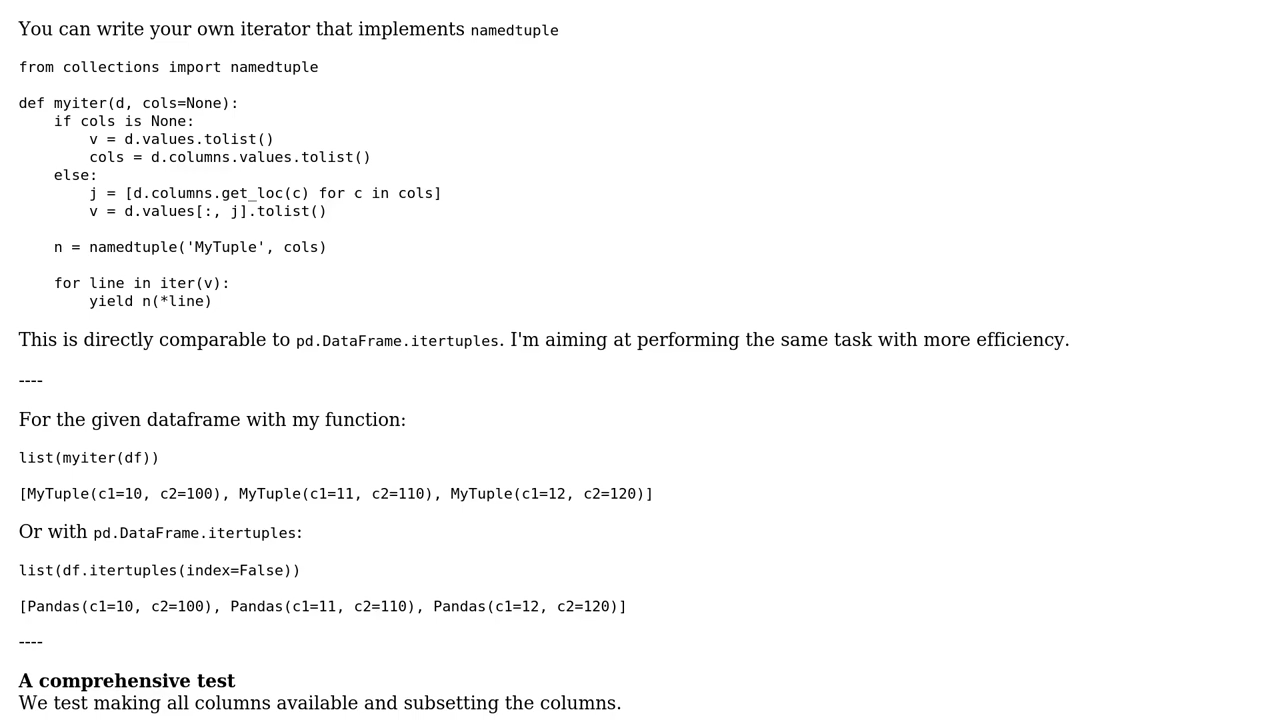 You can write your own iterator that implements namedtuple
from collections import namedtuple
def myiter(d, cols=None):
    if cols is None:
        v = d.values.tolist()
        cols = d.columns.values.tolist()
    else:
        j = [d.columns.get_loc(c) for c in cols]
        v = d.values[:, j].tolist()
    n = namedtuple('MyTuple', cols)
    for line in iter(v):
        yield n(*line)
This is directly comparable to pd.DataFrame.itertuples. I'm aiming at performing the same task with more efficiency.
----
For the given dataframe with my function:
list(myiter(df))
[MyTuple(c1=10, c2=100), MyTuple(c1=11, c2=110), MyTuple(c1=12, c2=120)]
Or with pd.DataFrame.itertuples:
list(df.itertuples(index=False))
[Pandas(c1=10, c2=100), Pandas(c1=11, c2=110), Pandas(c1=12, c2=120)]
----
A comprehensive test
We test making all columns available and subsetting the columns.